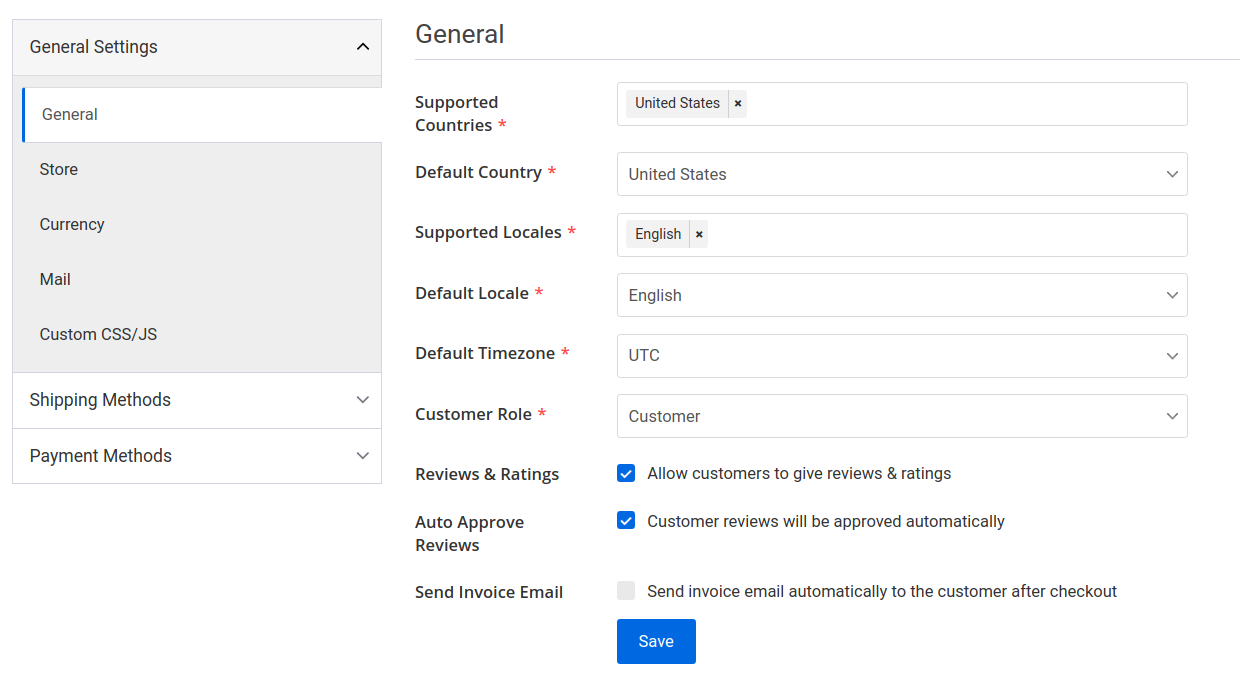 General Settings
General
Store
Currency
Mail
Custom CSS/JS
Shipping Methods
Payment Methods
General
Supported
Countries *
United States ×
Default Country *
United States
Supported Locales *
English ×
Default Locale *
English
Default Timezone *
UTC
Customer Role *
Customer
Reviews & Ratings
Allow customers to give reviews & ratings
Auto Approve
Reviews
Customer reviews will be approved automatically
Send Invoice Email
Send invoice email automatically to the customer after checkout
Save